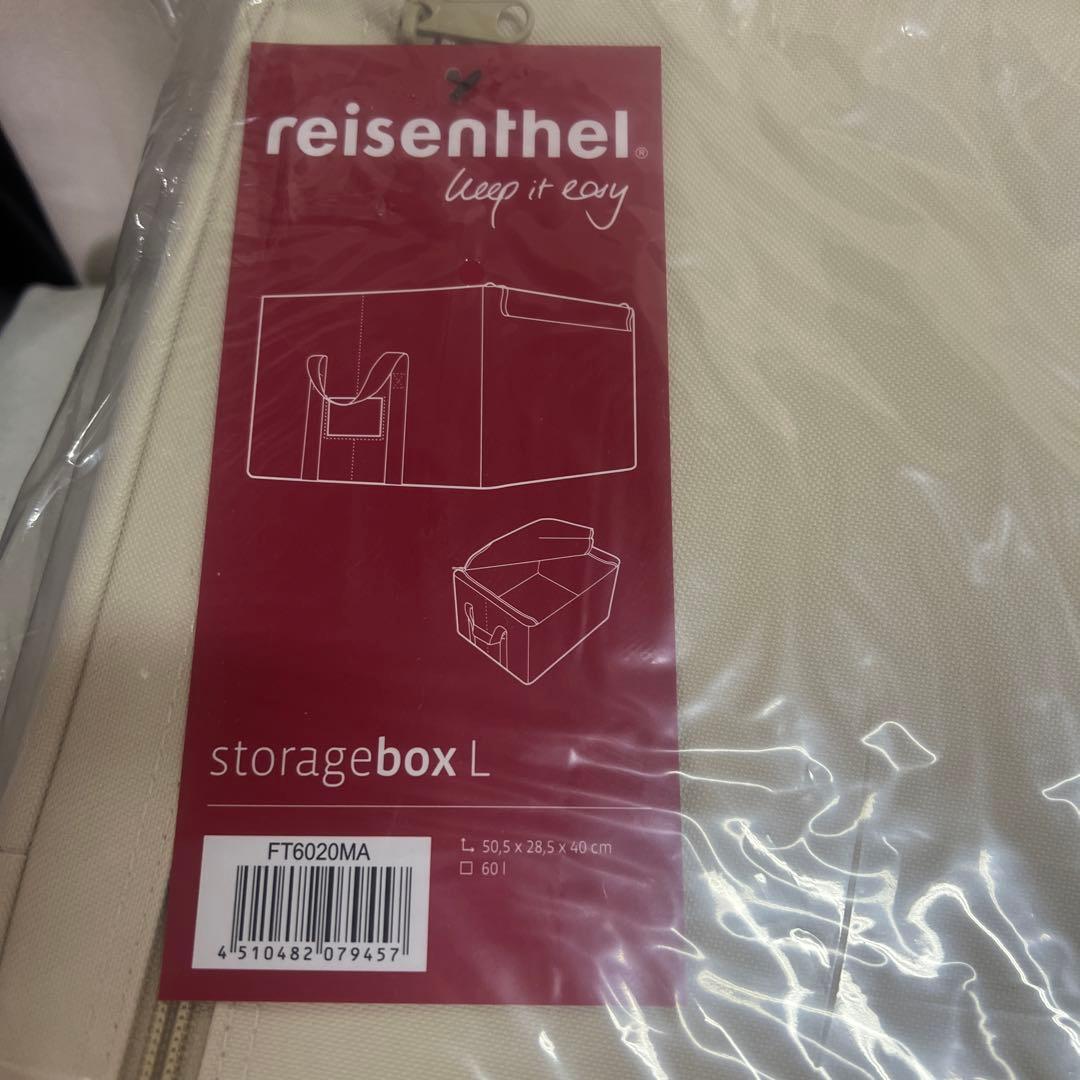 reisenthel®
keep it easy
storagebox L
FT6020MA
4 510482 079457
50,5 x 28,5 x 40 cm
60 l